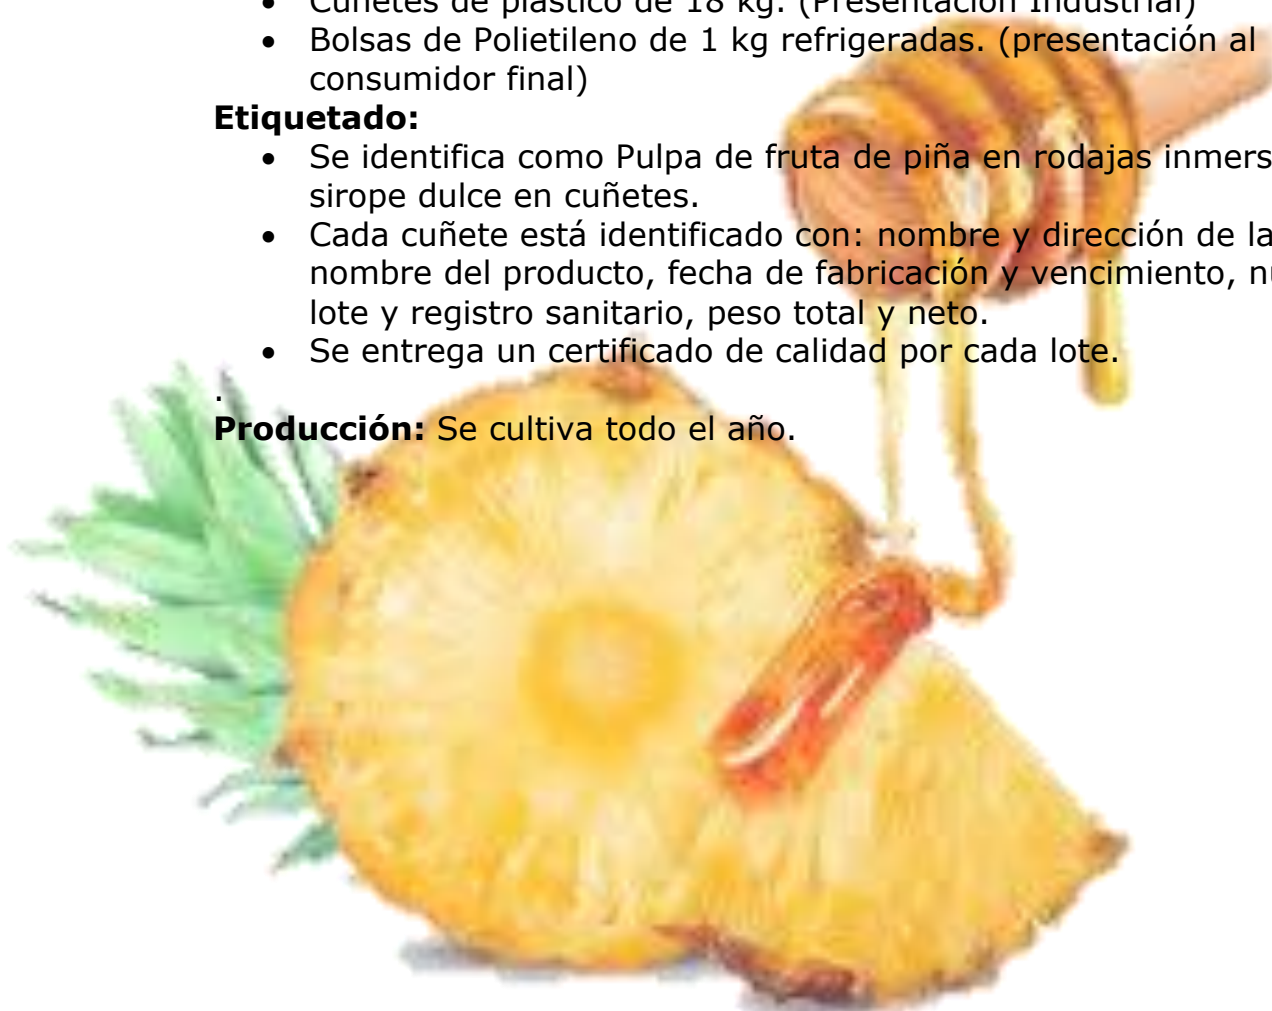 Cuñetes de plástico de 18 kg. (Presentación Industrial)
• Bolsas de Polietileno de 1 kg refrigeradas. (presentación al
consumidor final)
Etiquetado:
• Se identifica como Pulpa de fruta de piña en rodajas inmers
sirope dulce en cuñetes.
• Cada cuñete está identificado con: nombre y dirección de la
nombre del producto, fecha de fabricación y vencimiento, n
lote y registro sanitario, peso total y neto.
• Se entrega un certificado de calidad por cada lote.
.
Producción: Se cultiva todo el año.